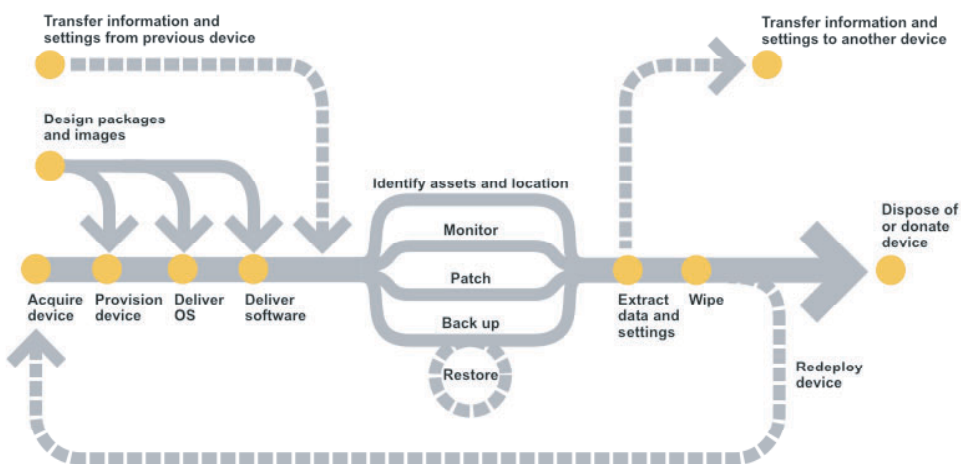 Transfer information and
settings from previous device
Transfer information and
settings to another device
Design packages
and images
Identify assets and location
Monitor
Patch
Back up
Restore
Dispose of
or donate
device
Acquire
device
Provision
device
Deliver
OS
Deliver
software
Extract
data and
settings
Wipe
Redeploy
device